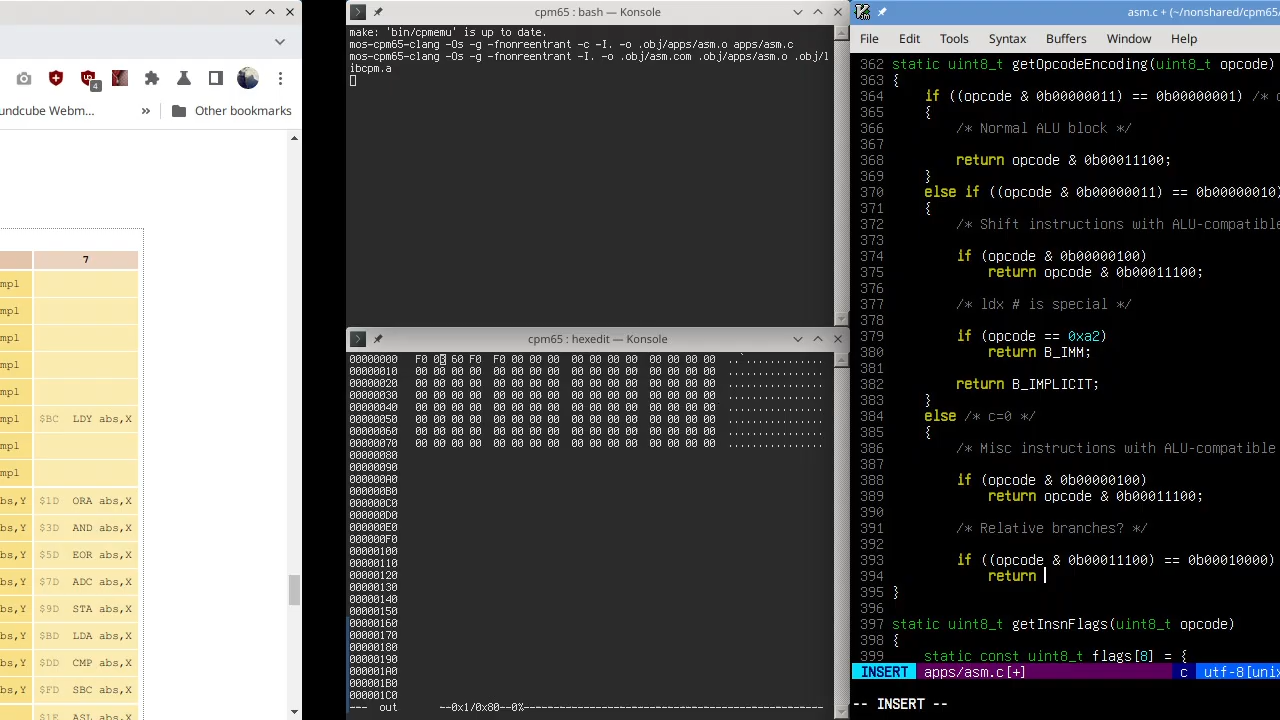 4
undcube Webm...
»
Other bookmarks
7
mpl
mpl
mpl
mpl
mpl
mpl $BC LDY abs,X
mpl
mpl
bs,Y $1D ORA abs,X
bs,Y $3D AND abs,X
bs,Y $5D EOR abs,X
bs,Y $7D ADC abs,X
bs,Y $9D STA abs,X
bs,Y $BD LDA abs,X
bs,Y $DD CMP abs,X
bs,Y $FD SBC abs,X
$1E ASL abs,X
cpm65 : bash — Konsole
make: 'bin/cpmemu' is up to date.
mos-cpm65-clang -Os -g -fnonreentrant -c -I. -o .obj/apps/asm.o apps/asm.c
mos-cpm65-clang -Os -g -fnonreentrant -I. -o .obj/asm.com .obj/apps/asm.o .obj/l
ibcpm.a
cpm65 : hexedit — Konsole
00000000 F0 03 60 F0 F0 00 00 00 00 00 00 00 00 00 00 00 ..`.............
00000010 00 00 00 00 00 00 00 00 00 00 00 00 00 00 00 00 ................
00000020 00 00 00 00 00 00 00 00 00 00 00 00 00 00 00 00 ................
00000030 00 00 00 00 00 00 00 00 00 00 00 00 00 00 00 00 ................
00000040 00 00 00 00 00 00 00 00 00 00 00 00 00 00 00 00 ................
00000050 00 00 00 00 00 00 00 00 00 00 00 00 00 00 00 00 ................
00000060 00 00 00 00 00 00 00 00 00 00 00 00 00 00 00 00 ................
00000070 00 00 00 00 00 00 00 00 00 00 00 00 00 00 00 00 ................
00000080
00000090
000000A0
000000B0
000000C0
000000D0
000000E0
000000F0
00000100
00000110
00000120
00000130
00000140
00000150
00000160
00000170
00000180
00000190
000001A0
000001B0
000001C0
--- out --0x1/0x80--0%--------------------------------------------------
asm.c + (~/nonshared/cpm65/
File Edit Tools Syntax Buffers Window Help
362 static uint8_t getOpcodeEncoding(uint8_t opcode)
363 {
364 if ((opcode & 0b00000011) == 0b00000001) /* c
365 {
366 /* Normal ALU block */
367
368 return opcode & 0b00011100;
369 }
370 else if ((opcode & 0b00000011) == 0b00000010)
371 {
372 /* Shift instructions with ALU-compatible
373
374 if (opcode & 0b00000100)
375 return opcode & 0b00011100;
376
377 /* ldx # is special */
378
379 if (opcode == 0xa2)
380 return B_IMM;
381
382 return B_IMPLICIT;
383 }
384 else /* c=0 */
385 {
386 /* Misc instructions with ALU-compatible
387
388 if (opcode & 0b00000100)
389 return opcode & 0b00011100;
390
391 /* Relative branches? */
392
393 if ((opcode & 0b00011100) == 0b00010000)
394 return
395 }
396
397 static uint8_t getInsnFlags(uint8_t opcode)
398 {
399 static const uint8_t flags[8] = {
INSERT apps/asm.c[+] c utf-8[unix
-- INSERT --